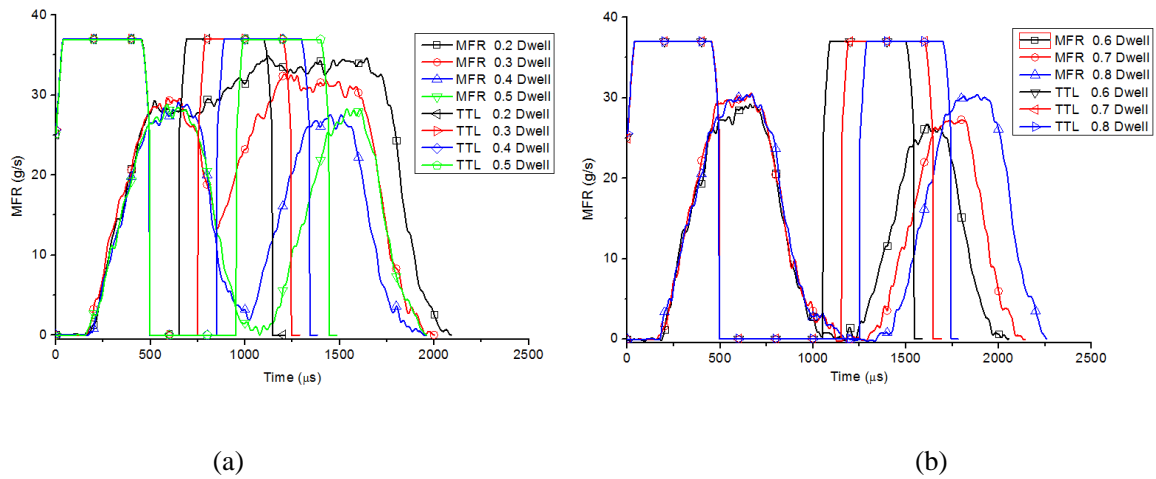 40
30
20
10
0
MFR (g/s)
0
500
1000
1500
2000
2500
Time (µs)
MFR 0.2 Dwell
MFR 0.3 Dwell
MFR 0.4 Dwell
MFR 0.5 Dwell
TTL 0.2 Dwell
TTL 0.3 Dwell
TTL 0.4 Dwell
TTL 0.5 Dwell
(a)
40
30
20
10
0
MFR (g/s)
0
500
1000
1500
2000
2500
Time (µs)
MFR 0.6 Dwell
MFR 0.7 Dwell
MFR 0.8 Dwell
TTL 0.6 Dwell
TTL 0.7 Dwell
TTL 0.8 Dwell
(b)